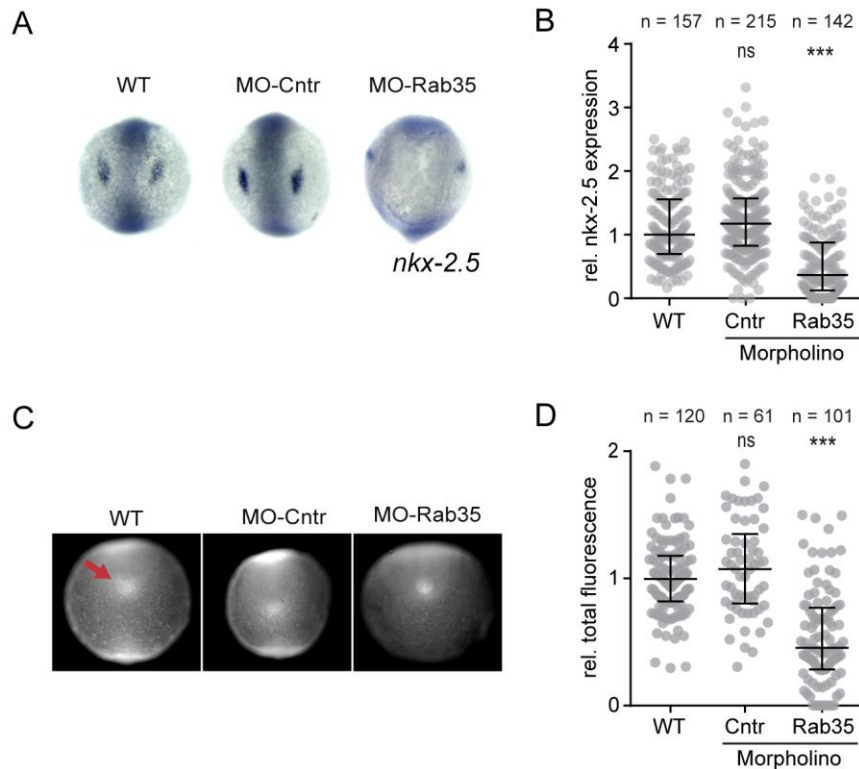 A
WT MO-Cntr MO-Rab35
nkx-2.5
B
n = 157 n = 215 n = 142
ns ***
rel. nkx-2.5 expression
4
3
2
1
0
WT Cntr Rab35
Morpholino
C
WT MO-Cntr MO-Rab35
D
n = 120 n = 61 n = 101
ns ***
rel. total fluorescence
2
1
0
WT Cntr Rab35
Morpholino